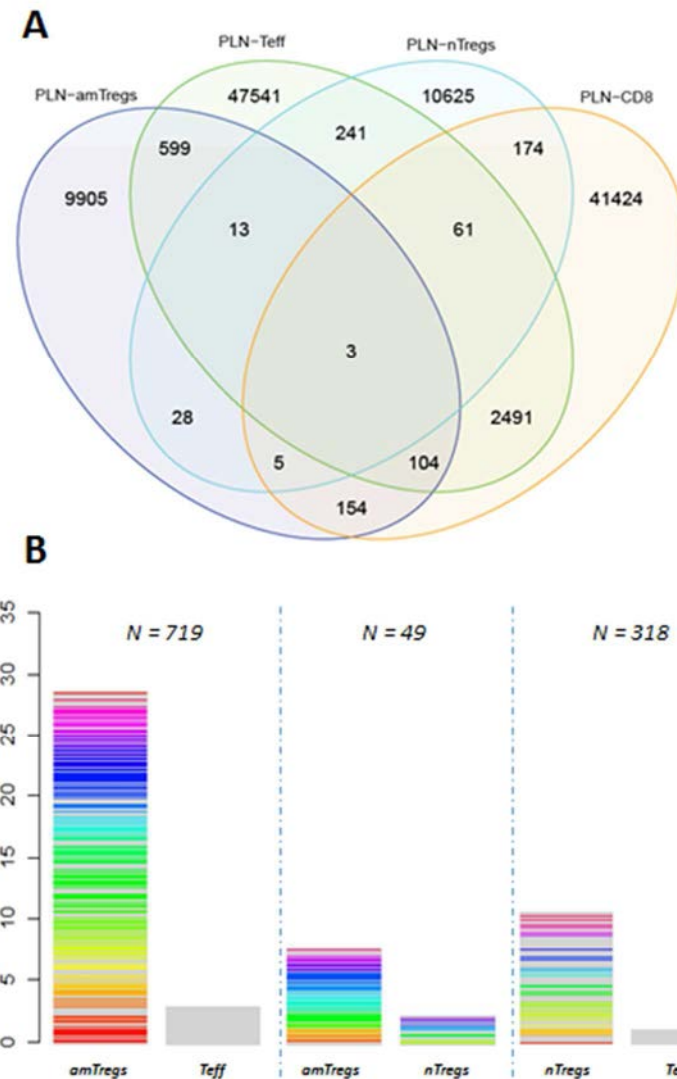 A
PLN-Teff
PLN-nTregs
PLN-amTregs
PLN-CD8
47541
10625
241
599
174
9905
41424
13
61
3
28
2491
5
104
154
B
35
N = 719
N = 49
N = 318
30
25
20
15
10
5
0
amTregs
Teff
amTregs
nTregs
nTregs